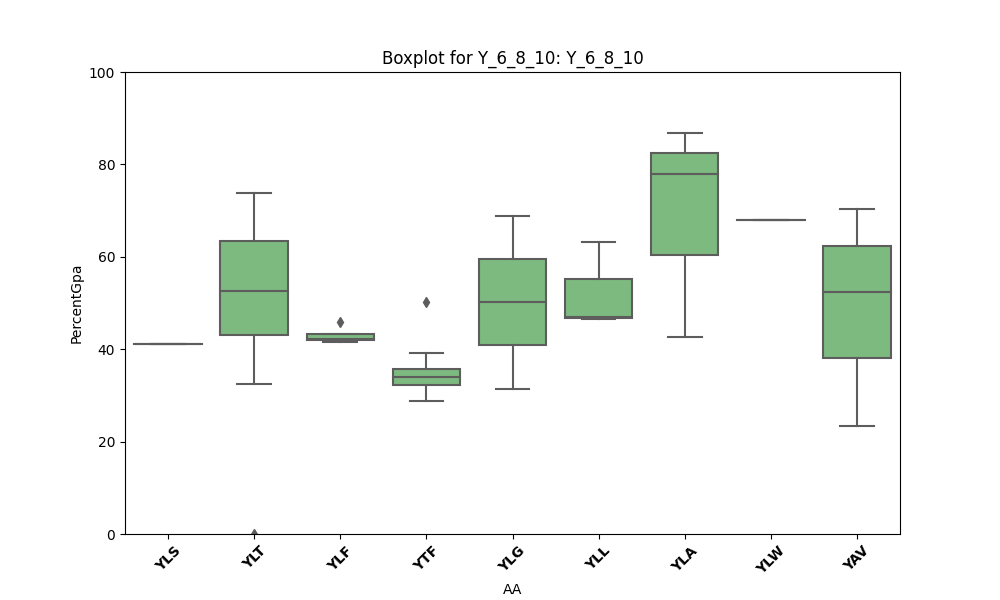 Boxplot for Y_6_8_10: Y_6_8_10
PercentGpa
100
80
60
40
20
0
YLS YLT YLF YTF YLG YLL YLA YLW YAV
AA